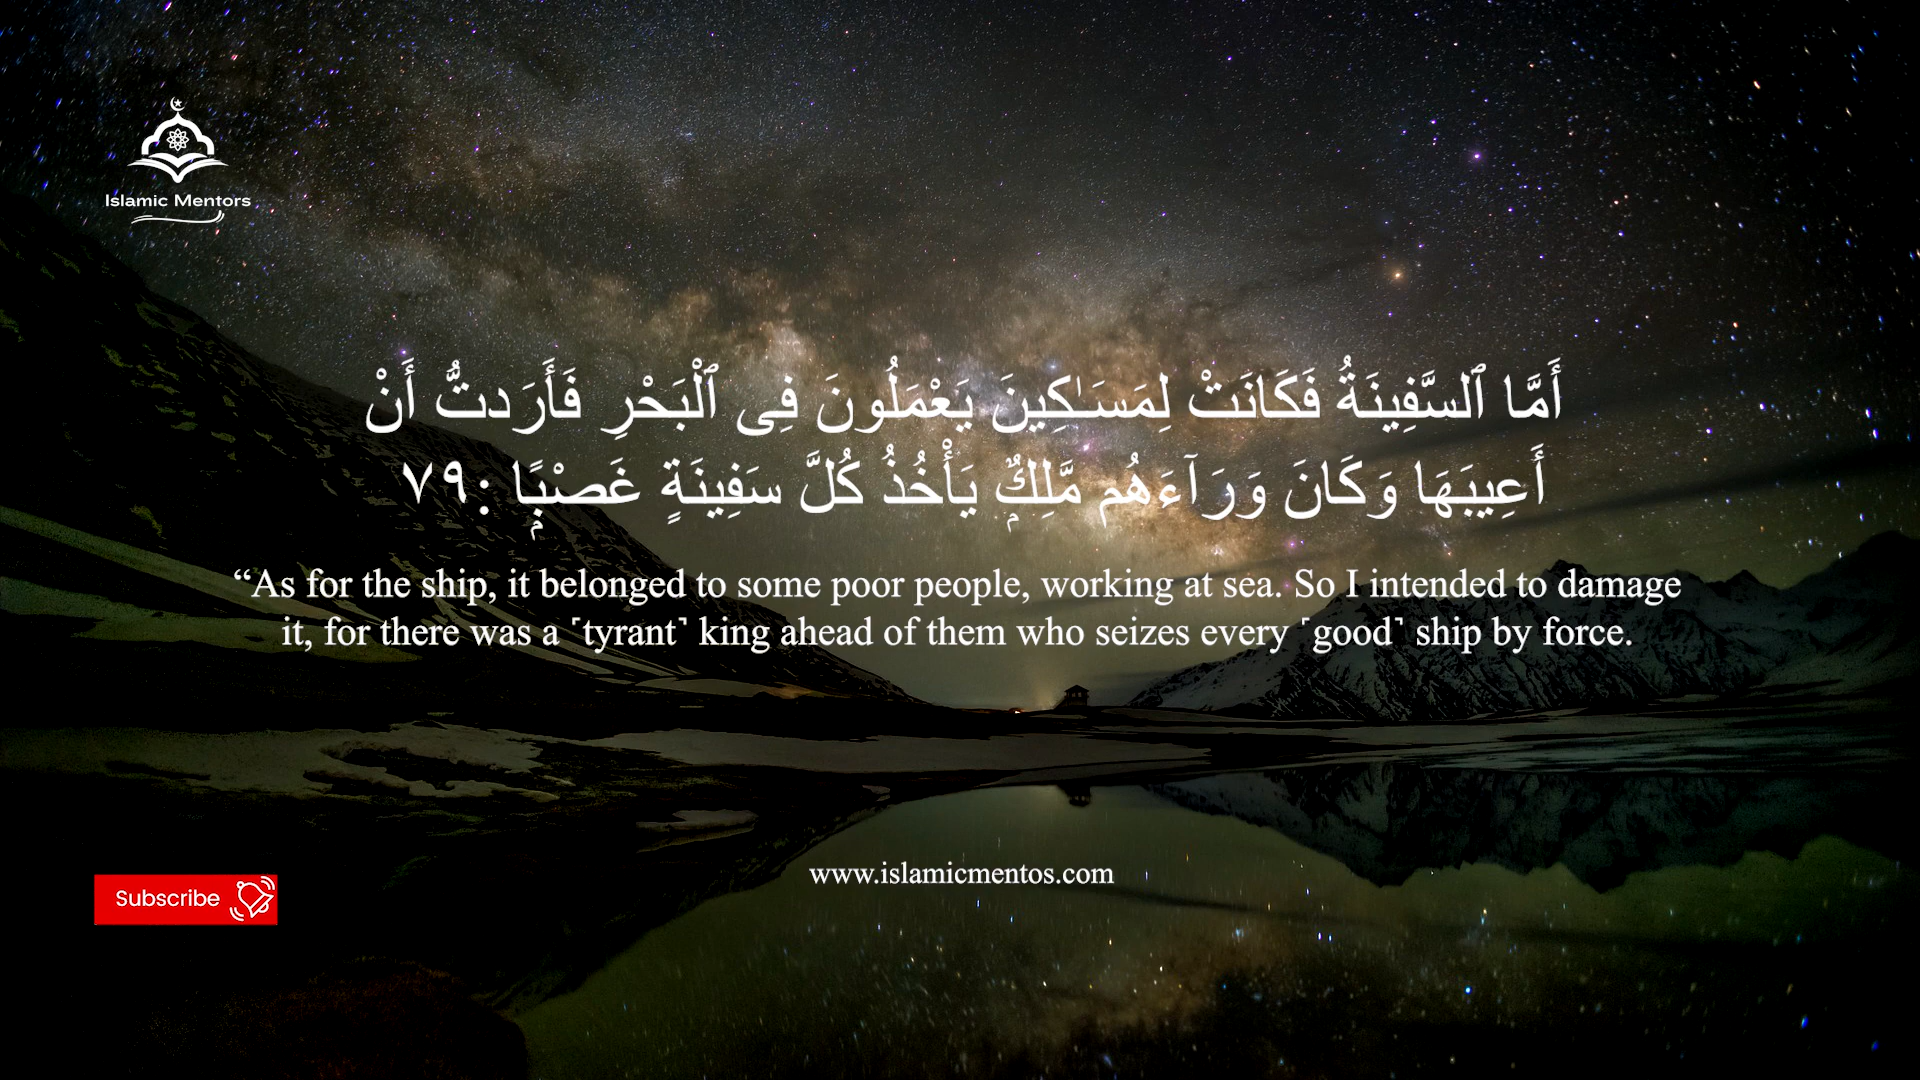 Islamic Mentors
أَمَّا ٱلسَّفِينَةُ فَكَانَتْ لِمَسَـٰكِينَ يَعْمَلُونَ فِى ٱلْبَحْرِ فَأَرَدتُّ أَنْ
أَعِيبَهَا وَكَانَ وَرَآءَهُم مَّلِكٌۭ يَأْخُذُ كُلَّ سَفِينَةٍ غَصْبًۭا :٧٩
“As for the ship, it belonged to some poor people, working at sea. So I intended to damage
it, for there was a ˹tyrant˺ king ahead of them who seizes every ˹good˺ ship by force.
www.islamicmentos.com
Subscribe